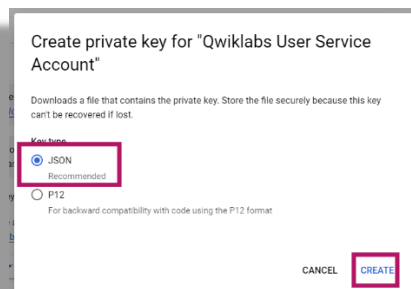 Create private key for "Qwiklabs User Service
Account"
Downloads a file that contains the private key. Store the file securely because this key
can't be recovered if lost.
Key type
JSON
Recommended
P12
For backward compatibility with code using the P12 format
CANCEL
CREATE